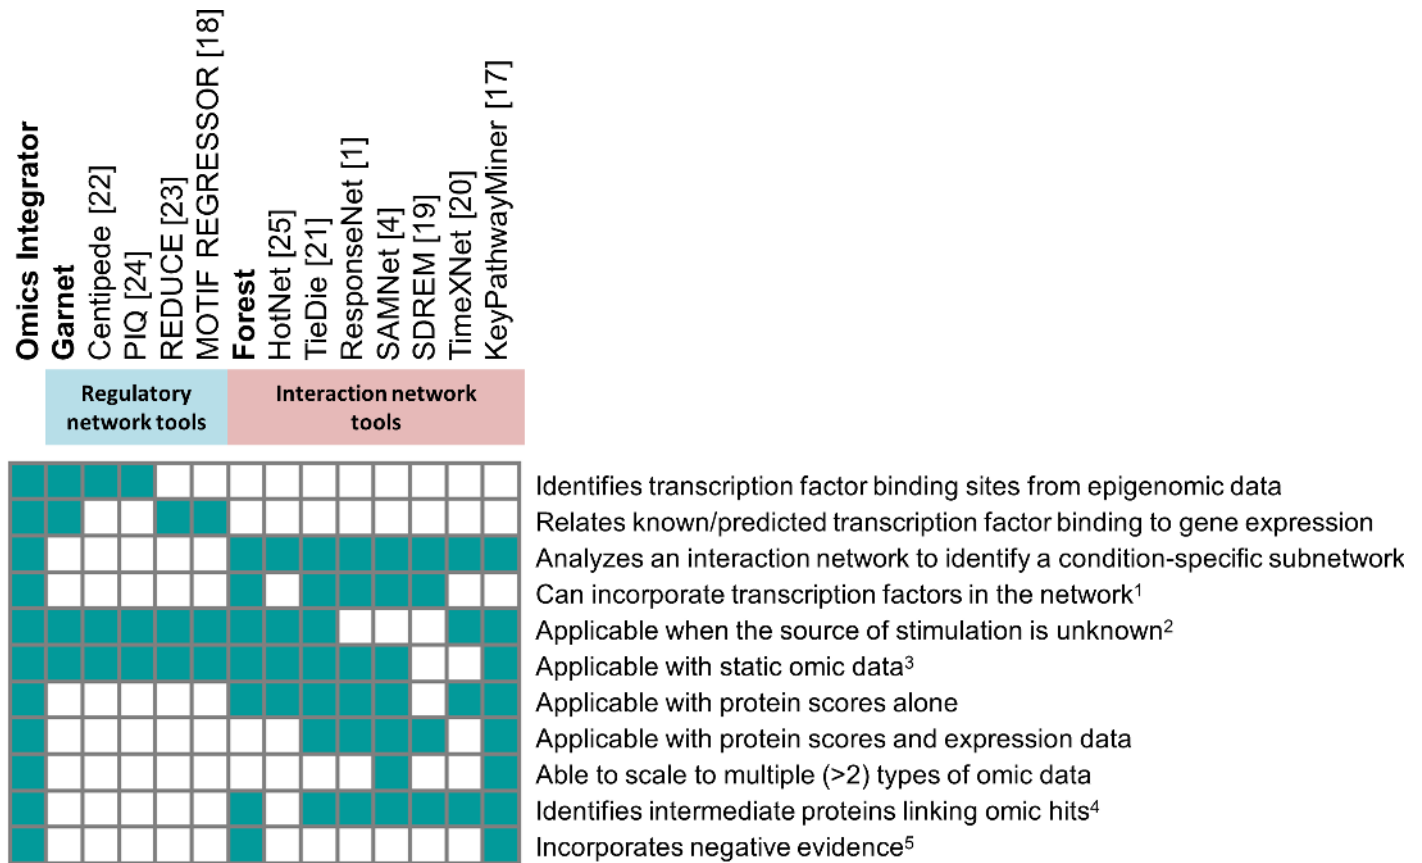 Omics Integrator
Garnet
Centipede [22]
PIQ [24]
REDUCE [23]
MOTIF REGRESSOR [18]
Forest
HotNet [25]
TieDie [21]
ResponseNet [1]
SAMNet [4]
SDREM [19]
TimeXNet [20]
KeyPathwayMiner [17]
Regulatory
network tools
Interaction network
tools
Identifies transcription factor binding sites from epigenomic data
Relates known/predicted transcription factor binding to gene expression
Analyzes an interaction network to identify a condition-specific subnetwork
Can incorporate transcription factors in the network¹
Applicable when the source of stimulation is unknown²
Applicable with static omic data³
Applicable with protein scores alone
Applicable with protein scores and expression data
Able to scale to multiple (>2) types of omic data
Identifies intermediate proteins linking omic hits⁴
Incorporates negative evidence⁵